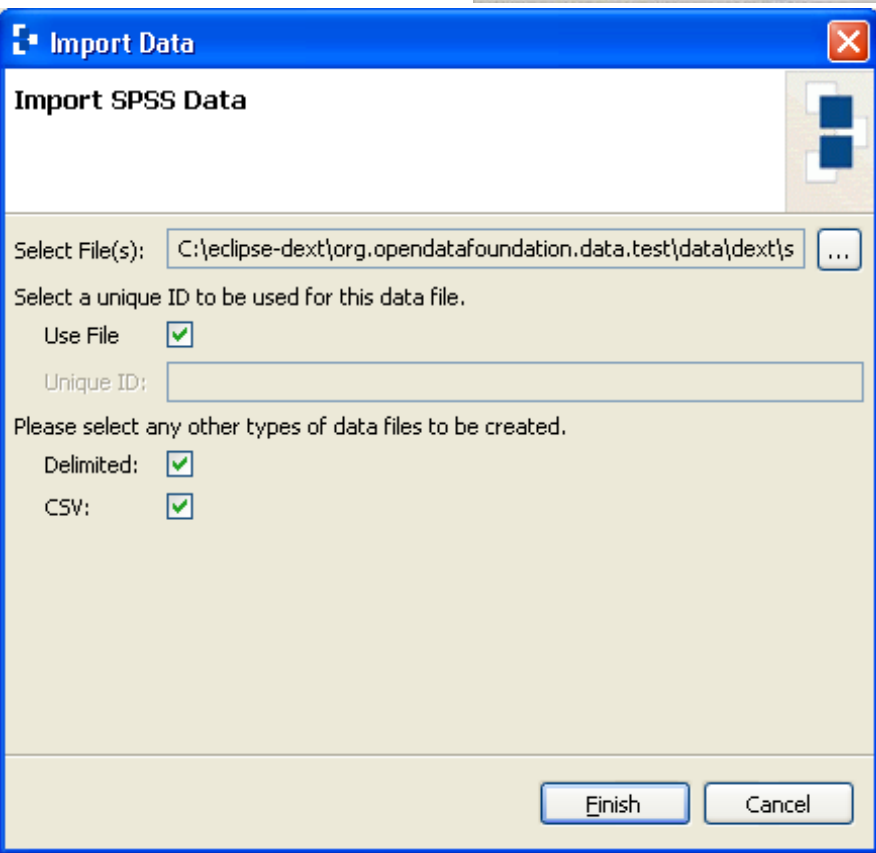 Import Data
Import SPSS Data
Select File(s): C:\eclipse-dext\org.opendatafoundation.data.test\data\dext\s ...
Select a unique ID to be used for this data file.
Use File
Unique ID:
Please select any other types of data files to be created.
Delimited:
CSV:
Finish Cancel